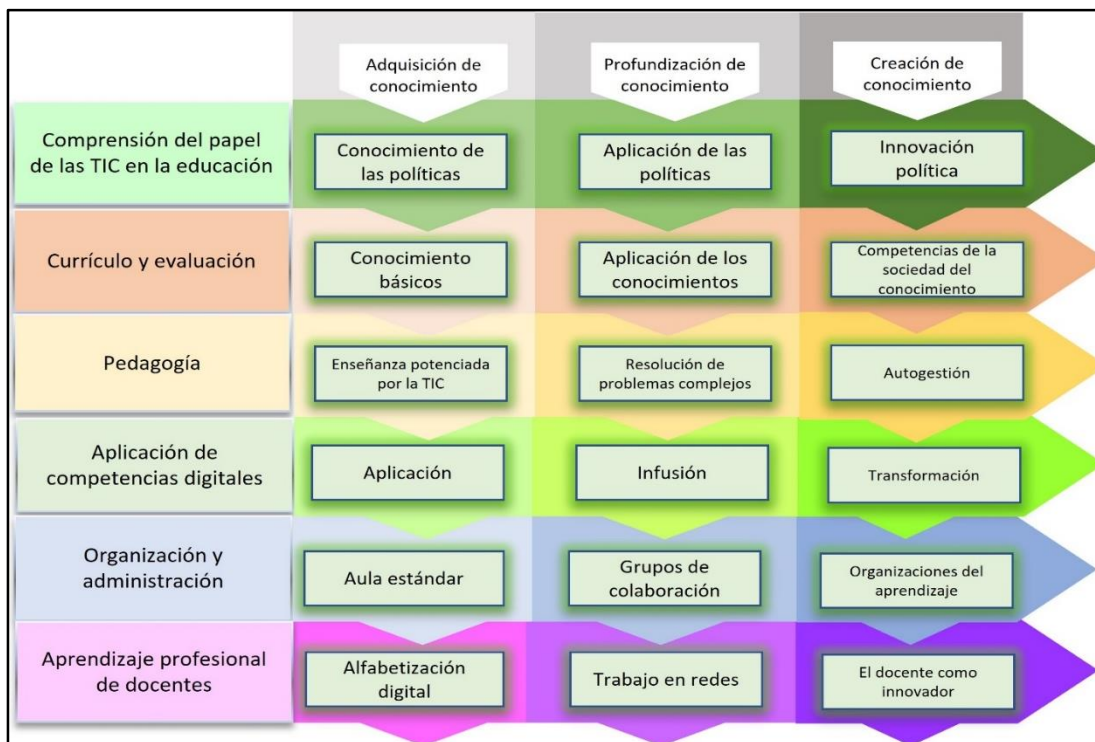 Adquisición de
conocimiento
Profundización de
conocimiento
Creación de
conocimiento
Comprensión del papel
de las TIC en la educación
Conocimiento de
las políticas
Aplicación de las
políticas
Innovación
política
Currículo y evaluación
Conocimiento
básicos
Aplicación de los
conocimientos
Competencias de la
sociedad del
conocimiento
Pedagogía
Enseñanza potenciada
por la TIC
Resolución de
problemas complejos
Autogestión
Aplicación de
competencias digitales
Aplicación
Infusión
Transformación
Organización y
administración
Aula estándar
Grupos de
colaboración
Organizaciones del
aprendizaje
Aprendizaje profesional
de docentes
Alfabetización
digital
Trabajo en redes
El docente como
innovador